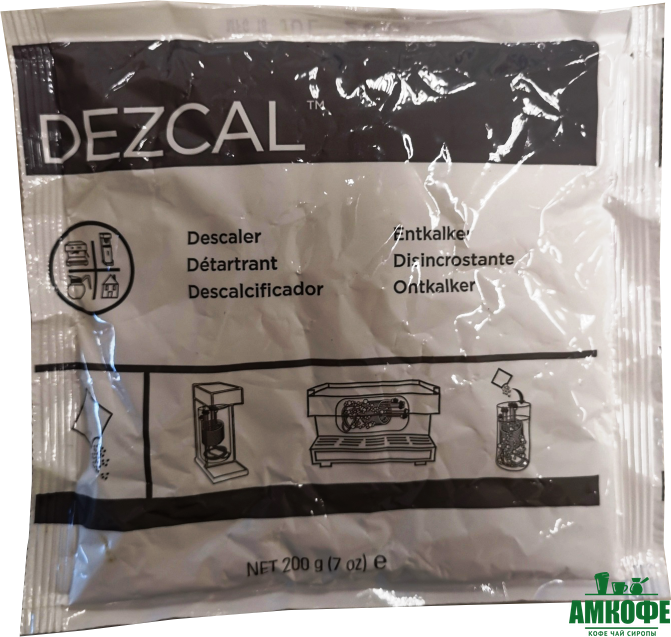 DEZCAL™
Descaler
Détartrant
Descalcificador
Entkalker
Disincrostante
Ontkalker
NET 200 g (7 oz) e
АМКОФЕ
КОФЕ ЧАЙ СИРОПЫ